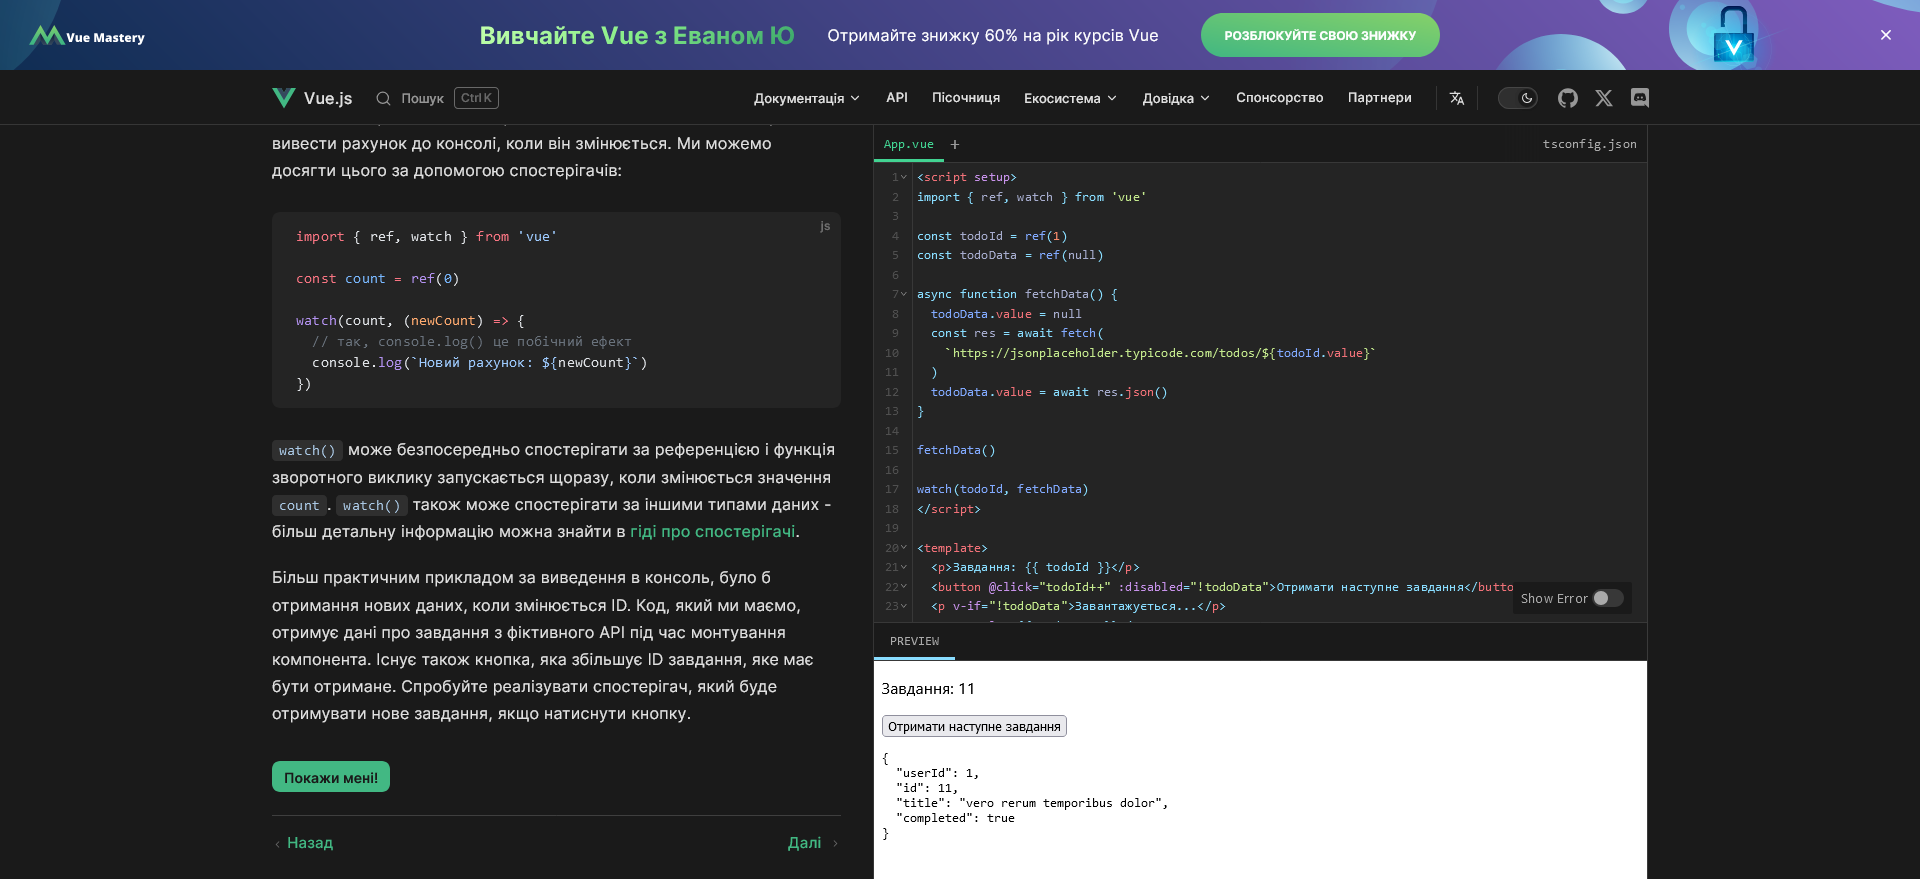 Vue Mastery
Вивчайте Vue з Еваном Ю
Отримайте знижку 60% на рік курсів Vue
РОЗБЛОКУЙТЕ СВОЮ ЗНИЖКУ
Vue.js
Пошук
Ctrl K
Документація
API
Пісочниця
Екосистема
Довідка
Спонсорство
Партнери
вивести рахунок до консолі, коли він змінюється. Ми можемо
досягти цього за допомогою спостерігачів:
js
import { ref, watch } from 'vue'
const count = ref(0)
watch(count, (newCount) => {
// так, console.log() це побічний ефект
console.log(`Новий рахунок: ${newCount}`)
})
watch() може безпосередньо спостерігати за референцією і функція
зворотного виклику запускається щоразу, коли змінюється значення
count. watch() також може спостерігати за іншими типами даних -
більш детальну інформацію можна знайти в гіді про спостерігачі.
Більш практичним прикладом за виведення в консоль, було б
отримання нових даних, коли змінюється ID. Код, який ми маємо,
отримує дані про завдання з фіктивного API під час монтування
компонента. Існує також кнопка, яка збільшує ID завдання, яке має
бути отримане. Спробуйте реалізувати спостерігач, який буде
отримувати нове завдання, якщо натиснути кнопку.
Покажи мені!
Назад
Далі
App.vue +
tsconfig.json
1 <script setup>
2 import { ref, watch } from 'vue'
3
4 const todoId = ref(1)
5 const todoData = ref(null)
6
7 async function fetchData() {
8 todoData.value = null
9 const res = await fetch(
10 `https://jsonplaceholder.typicode.com/todos/${todoId.value}`
11 )
12 todoData.value = await res.json()
13 }
14
15 fetchData()
16
17 watch(todoId, fetchData)
18 </script>
19
20 <template>
21 <p>Завдання: {{ todoId }}</p>
22 <button @click="todoId++" :disabled="!todoData">Отримати наступне завдання</butto
23 <p v-if="!todoData">Завантажується...</p>
Show Error
PREVIEW
Завдання: 11
Отримати наступне завдання
{
"userId": 1,
"id": 11,
"title": "vero rerum temporibus dolor",
"completed": true
}